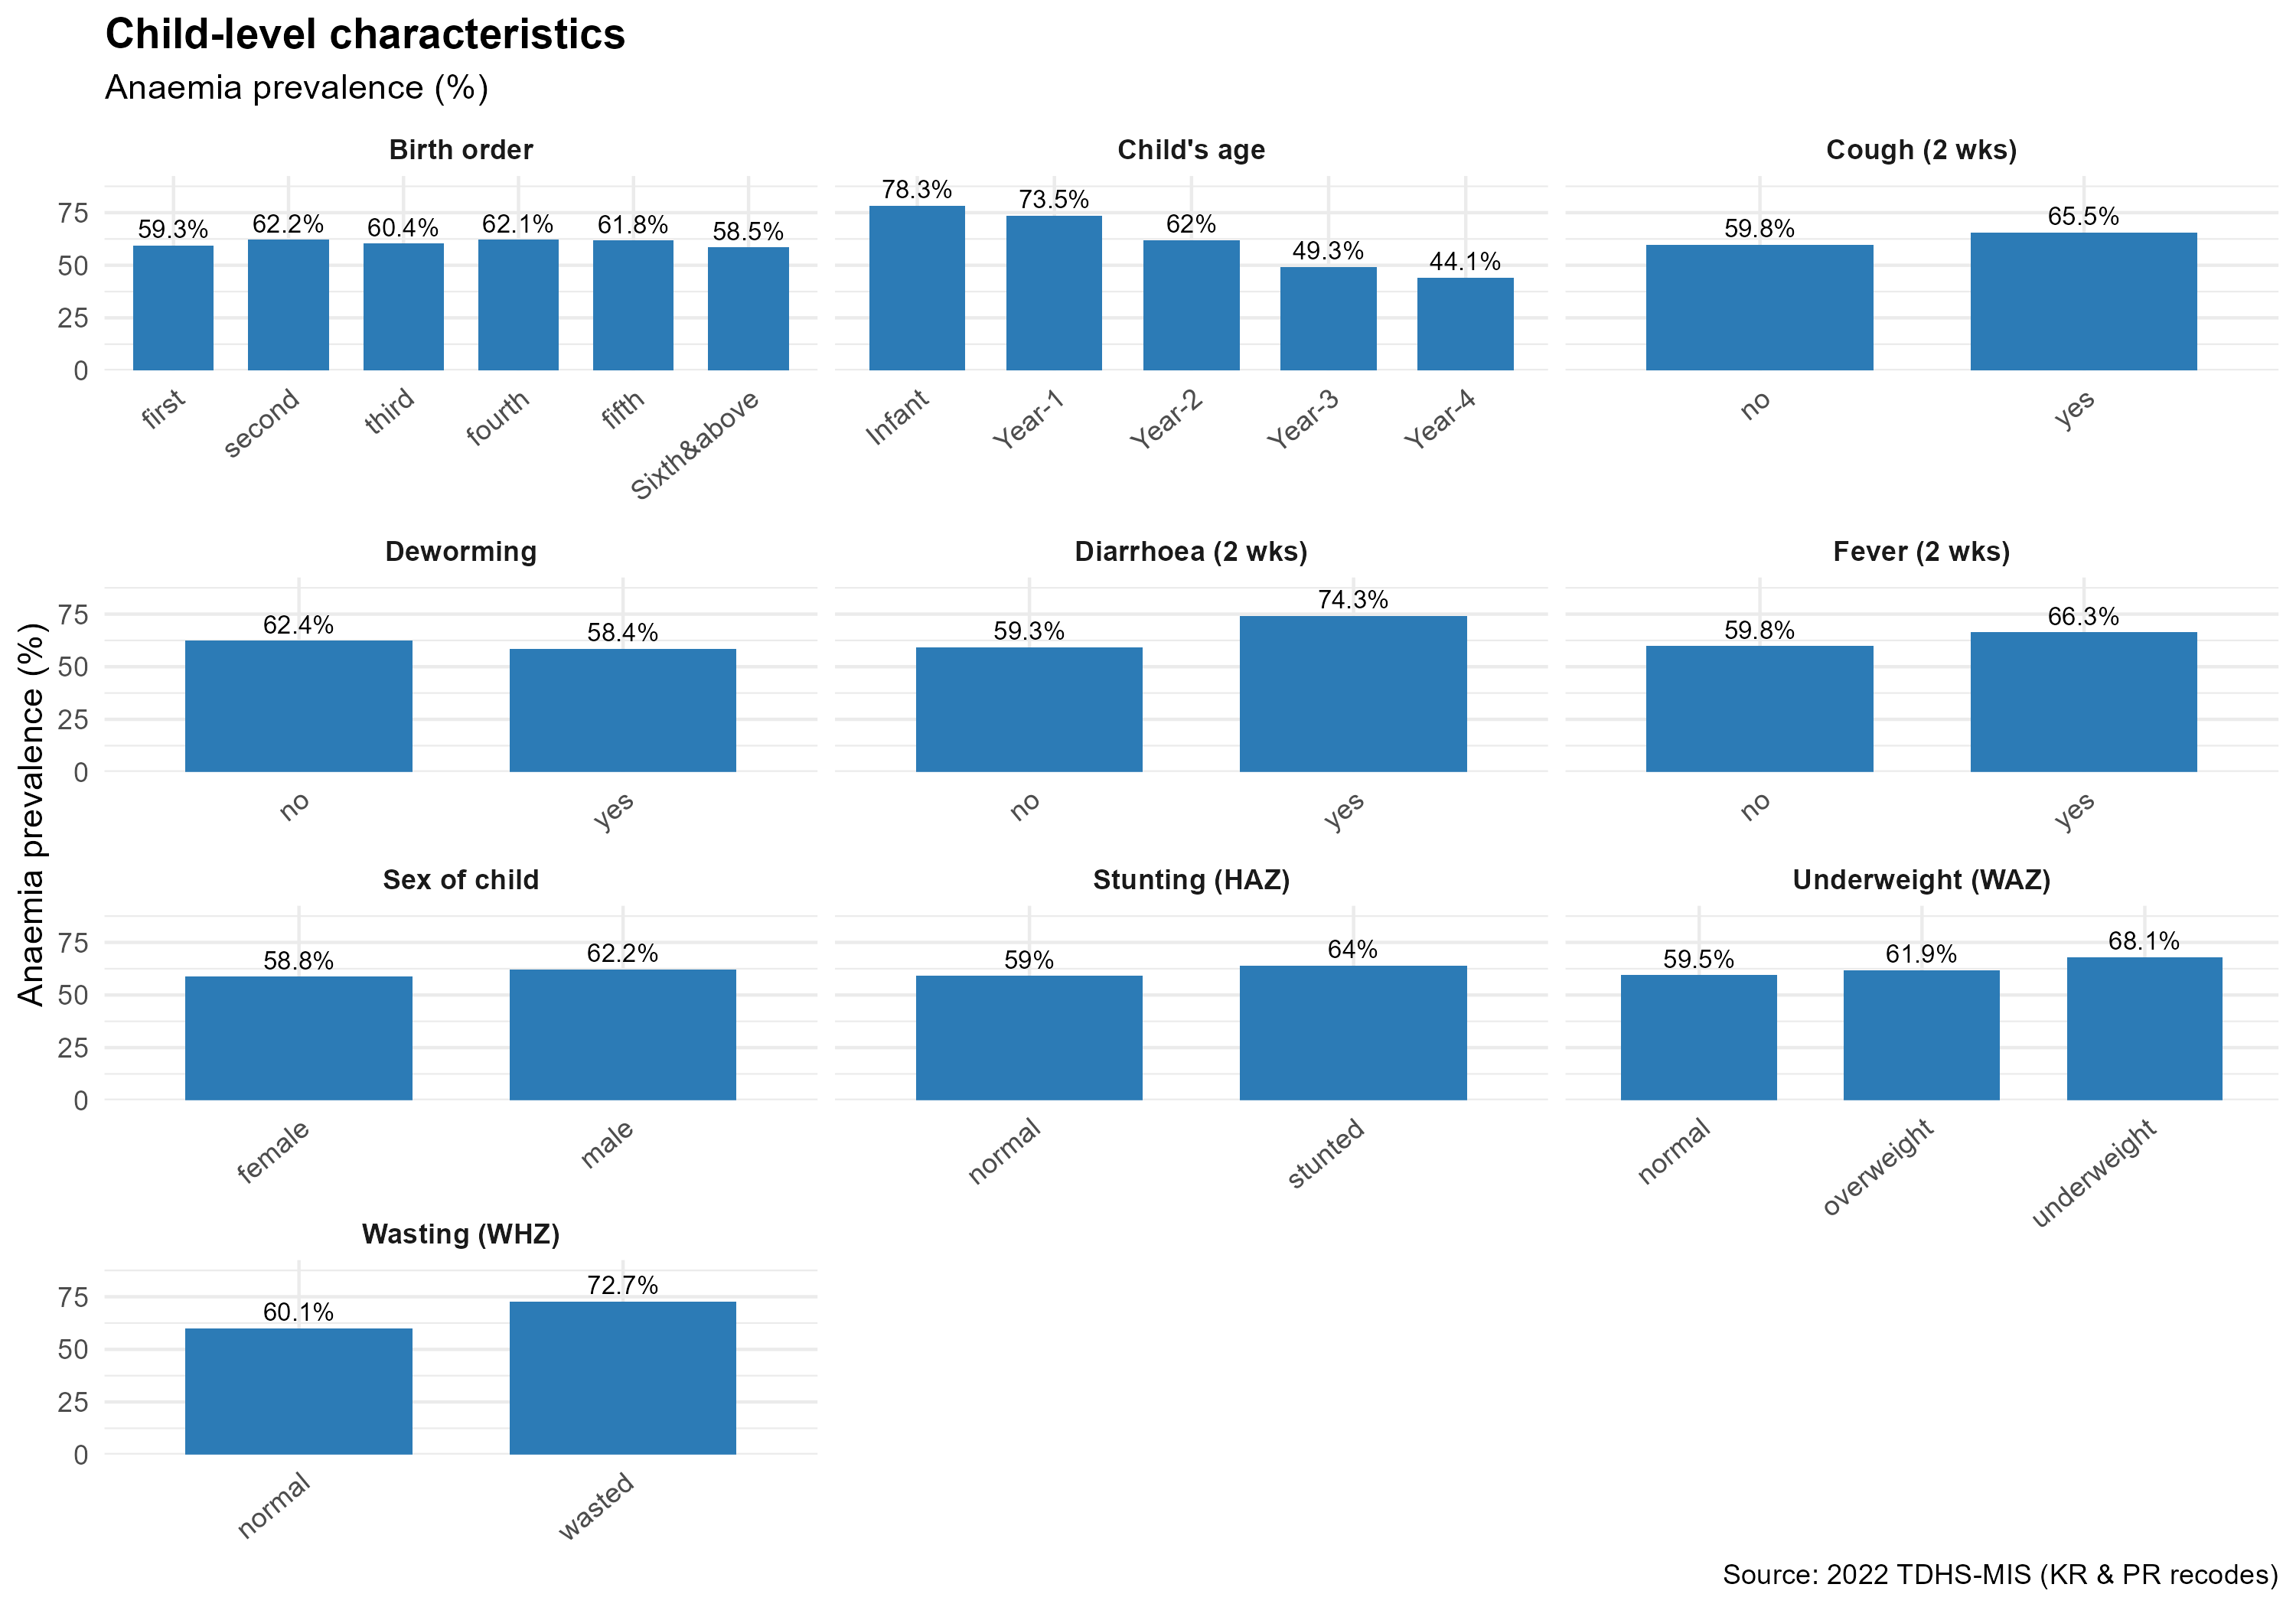 Child-level characteristics
Anaemia prevalence (%)
Anaemia prevalence (%)
Birth order
75
50
25
0
59.3%
62.2%
60.4%
62.1%
61.8%
58.5%
first
second
third
fourth
fifth
Sixth&above
Child's age
78.3%
73.5%
62%
49.3%
44.1%
Infant
Year-1
Year-2
Year-3
Year-4
Cough (2 wks)
59.8%
65.5%
no
yes
Deworming
75
50
25
0
62.4%
58.4%
no
yes
Diarrhoea (2 wks)
59.3%
74.3%
no
yes
Fever (2 wks)
59.8%
66.3%
no
yes
Sex of child
75
50
25
0
58.8%
62.2%
female
male
Stunting (HAZ)
59%
64%
normal
stunted
Underweight (WAZ)
59.5%
61.9%
68.1%
normal
overweight
underweight
Wasting (WHZ)
75
50
25
0
60.1%
72.7%
normal
wasted
Source: 2022 TDHS-MIS (KR & PR recodes)